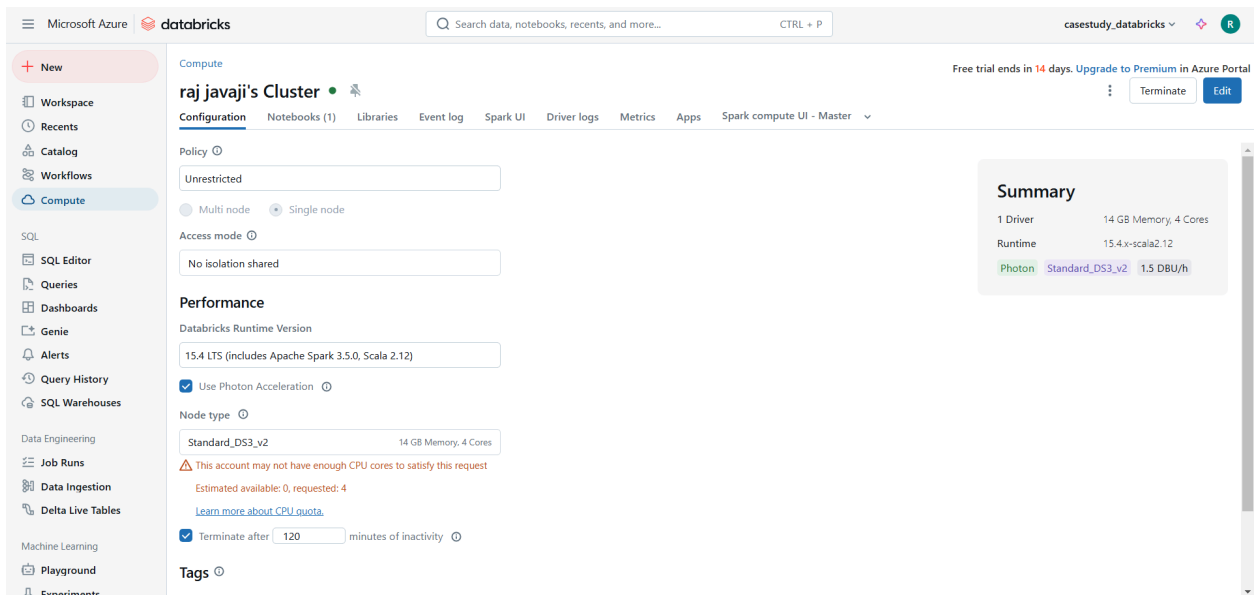 Microsoft Azure databricks
Search data, notebooks, recents, and more... CTRL + P
casestudy_databricks
R
New
Workspace
Recents
Catalog
Workflows
Compute
SQL
SQL Editor
Queries
Dashboards
Genie
Alerts
Query History
SQL Warehouses
Data Engineering
Job Runs
Data Ingestion
Delta Live Tables
Machine Learning
Playground
Experiments
Compute
Free trial ends in 14 days. Upgrade to Premium in Azure Portal
raj javaji's Cluster
Terminate
Edit
Configuration Notebooks (1) Libraries Event log Spark UI Driver logs Metrics Apps Spark compute UI - Master
Policy
Unrestricted
Multi node Single node
Access mode
No isolation shared
Performance
Databricks Runtime Version
15.4 LTS (includes Apache Spark 3.5.0, Scala 2.12)
Use Photon Acceleration
Node type
Standard_DS3_v2 14 GB Memory, 4 Cores
This account may not have enough CPU cores to satisfy this request
Estimated available: 0, requested: 4
Learn more about CPU quota.
Terminate after 120 minutes of inactivity
Tags
Summary
1 Driver 14 GB Memory, 4 Cores
Runtime 15.4.x-scala2.12
Photon Standard_DS3_v2 1.5 DBU/h